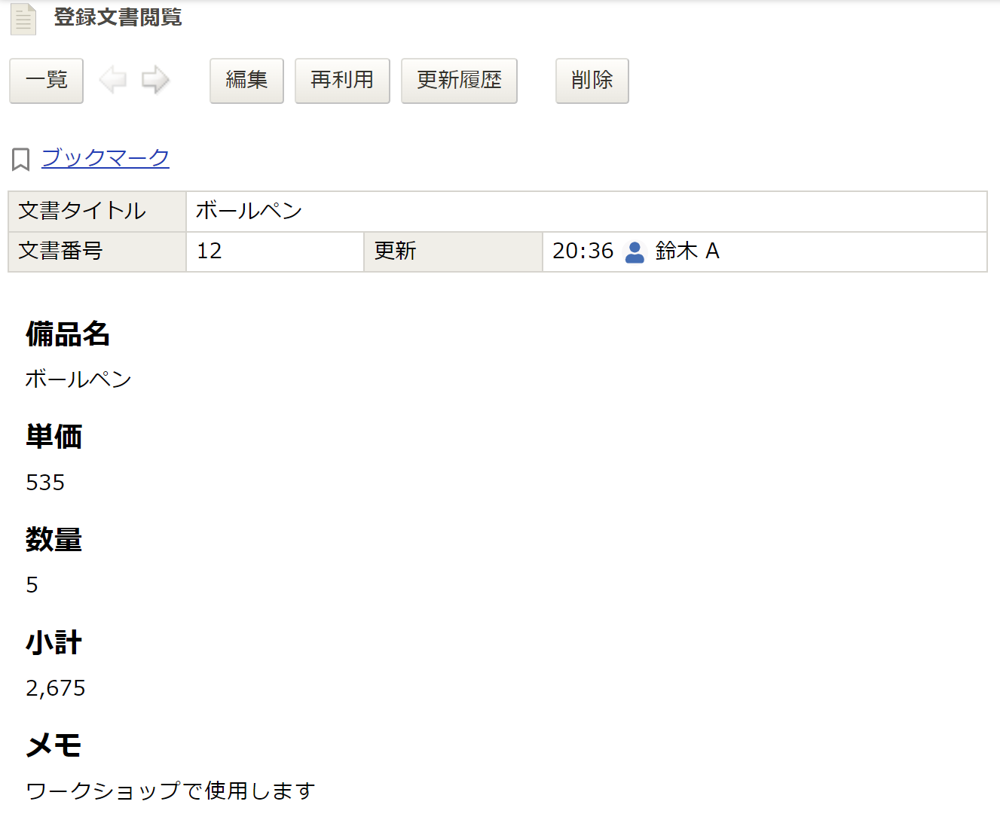 登録文書閲覧
一覧 編集 再利用 更新履歴 削除
ブックマーク
文書タイトル ボールペン
文書番号 12 更新 20:36 鈴木 A
備品名
ボールペン
単価
535
数量
5
小計
2,675
メモ
ワークショップで使用します